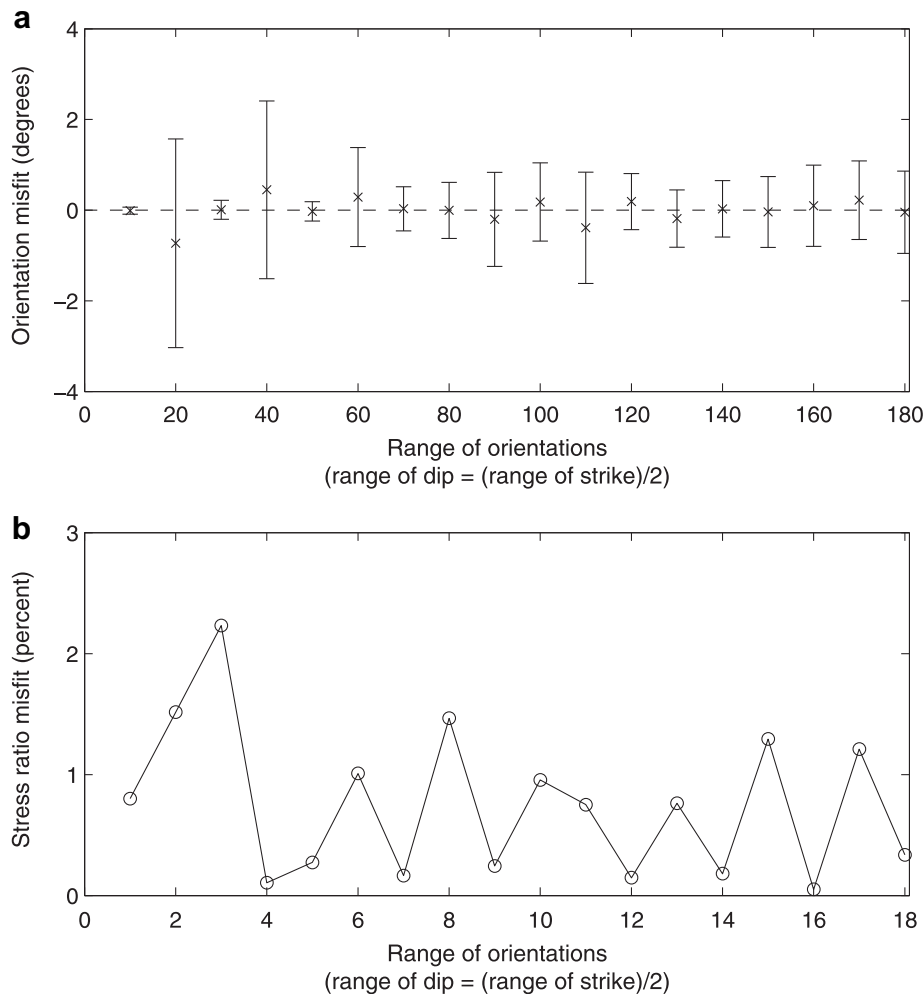 a
4
2
0
−2
−4
Orientation misfit (degrees)
0 20 40 60 80 100 120 140 160 180
Range of orientations
(range of dip = (range of strike)/2)
b
3
2
1
0
Stress ratio misfit (percent)
0 2 4 6 8 10 12 14 16 18
Range of orientations
(range of dip = (range of strike)/2)